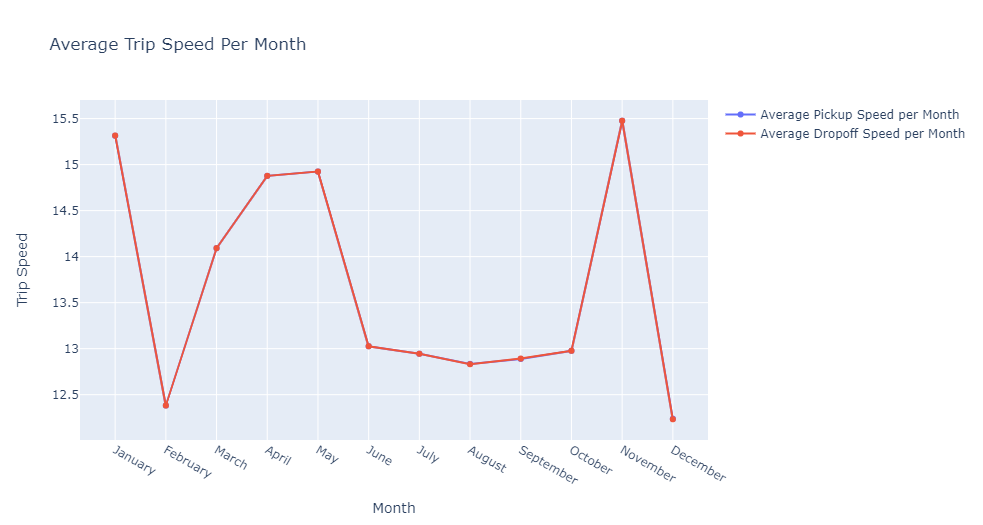 Average Trip Speed Per Month
Average Pickup Speed per Month
Average Dropoff Speed per Month
Trip Speed
15.5
15
14.5
14
13.5
13
12.5
January
February
March
April
May
June
July
August
September
October
November
December
Month